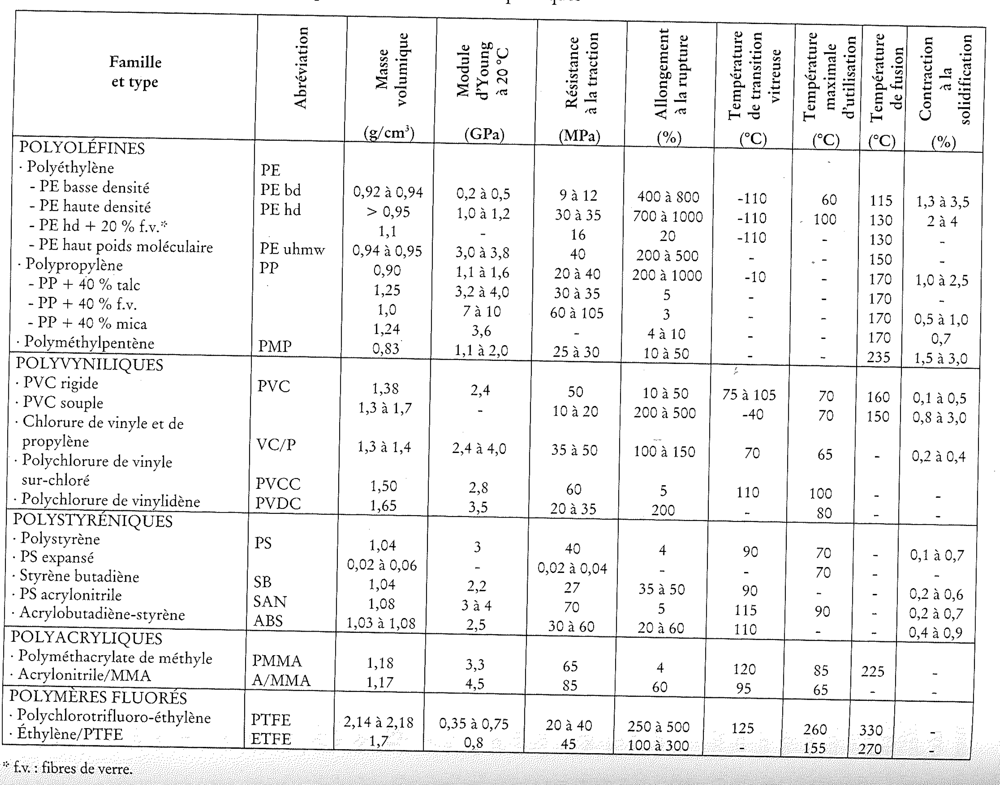 Famille et type | Abréviation | Masse volumique (g/cm³) | Module d'Young à 20 °C (GPa) | Résistance à la traction (MPa) | Allongement à la rupture (%) | Température de transition vitreuse (°C) | Température maximale d'utilisation (°C) | Température de fusion (°C) | Contraction à la solidification (%)
POLYOLÉFINES
· Polyéthylène | PE
- PE basse densité | PE bd | 0,92 à 0,94 | 0,2 à 0,5 | 9 à 12 | 400 à 800 | -110 | 60 | 115 | 1,3 à 3,5
- PE haute densité | PE hd | > 0,95 | 1,0 à 1,2 | 30 à 35 | 700 à 1000 | -110 | 100 | 130 | 2 à 4
- PE hd + 20 % f.v.* | | 1,1 | - | 16 | 20 | -110 | - | 130 | -
- PE haut poids moléculaire | PE uhmw | 0,94 à 0,95 | 3,0 à 3,8 | 40 | 200 à 500 | - | - | 150 | -
· Polypropylène | PP | 0,90 | 1,1 à 1,6 | 20 à 40 | 200 à 1000 | -10 | - | 170 | 1,0 à 2,5
- PP + 40 % talc | | 1,25 | 3,2 à 4,0 | 30 à 35 | 5 | - | - | 170 | -
- PP + 40 % f.v. | | 1,0 | 7 à 10 | 60 à 105 | 3 | - | - | 170 | 0,5 à 1,0
- PP + 40 % mica | | 1,24 | 3,6 | - | 4 à 10 | - | - | 170 | 0,7
· Polyméthylpentène | PMP | 0,83 | 1,1 à 2,0 | 25 à 30 | 10 à 50 | - | - | 235 | 1,5 à 3,0
POLYVYNILIQUES
· PVC rigide | PVC | 1,38 | 2,4 | 50 | 10 à 50 | 75 à 105 | 70 | 160 | 0,1 à 0,5
· PVC souple | | 1,3 à 1,7 | - | 10 à 20 | 200 à 500 | -40 | 70 | 150 | 0,8 à 3,0
· Chlorure de vinyle et de
propylène | VC/P | 1,3 à 1,4 | 2,4 à 4,0 | 35 à 50 | 100 à 150 | 70 | 65 | - | 0,2 à 0,4
· Polychlorure de vinyle
sur-chloré | PVCC | 1,50 | 2,8 | 60 | 5 | 110 | 100 | - | -
· Polychlorure de vinylidène | PVDC | 1,65 | 3,5 | 20 à 35 | 200 | - | 80 | - | -
POLYSTYRÉNIQUES
· Polystyrène | PS | 1,04 | 3 | 40 | 4 | 90 | 70 | - | 0,1 à 0,7
· PS expansé | | 0,02 à 0,06 | - | 0,02 à 0,04 | - | - | 70 | - | -
· Styrène butadiène | SB | 1,04 | 2,2 | 27 | 35 à 50 | 90 | - | - | 0,2 à 0,6
· PS acrylonitrile | SAN | 1,08 | 3 à 4 | 70 | 5 | 115 | 90 | - | 0,2 à 0,7
· Acrylobutadiène-styrène | ABS | 1,03 à 1,08 | 2,5 | 30 à 60 | 20 à 60 | 110 | - | - | 0,4 à 0,9
POLYACRYLIQUES
· Polyméthacrylate de méthyle | PMMA | 1,18 | 3,3 | 65 | 4 | 120 | 85 | 225 | -
· Acrylonitrile/MMA | A/MMA | 1,17 | 4,5 | 85 | 60 | 95 | 65 | - | -
POLYMÈRES FLUORÉS
· Polychlorotrifluoro-éthylène | PTFE | 2,14 à 2,18 | 0,35 à 0,75 | 20 à 40 | 250 à 500 | 125 | 260 | 330 | -
· Éthylène/PTFE | ETFE | 1,7 | 0,8 | 45 | 100 à 300 | - | 155 | 270 | -
* f.v. : fibres de verre.